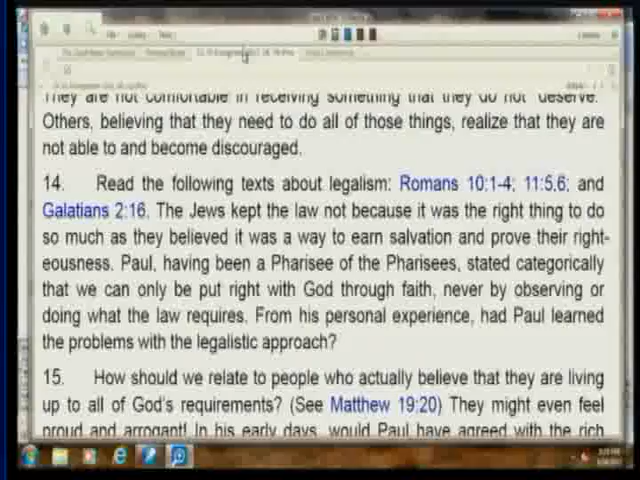 They are not comfortable in receiving something that they do not deserve.
Others, believing that they need to do all of those things, realize that they are
not able to and become discouraged.
14. Read the following texts about legalism: Romans 10:1-4; 11:5,6; and
Galatians 2:16. The Jews kept the law not because it was the right thing to do
so much as they believed it was a way to earn salvation and prove their right-
eousness. Paul, having been a Pharisee of the Pharisees, stated categorically
that we can only be put right with God through faith, never by observing or
doing what the law requires. From his personal experience, had Paul learned
the problems with the legalistic approach?
15. How should we relate to people who actually believe that they are living
up to all of God's requirements? (See Matthew 19:20) They might even feel
proud and arrogant! In his early days, would Paul have agreed with the rich